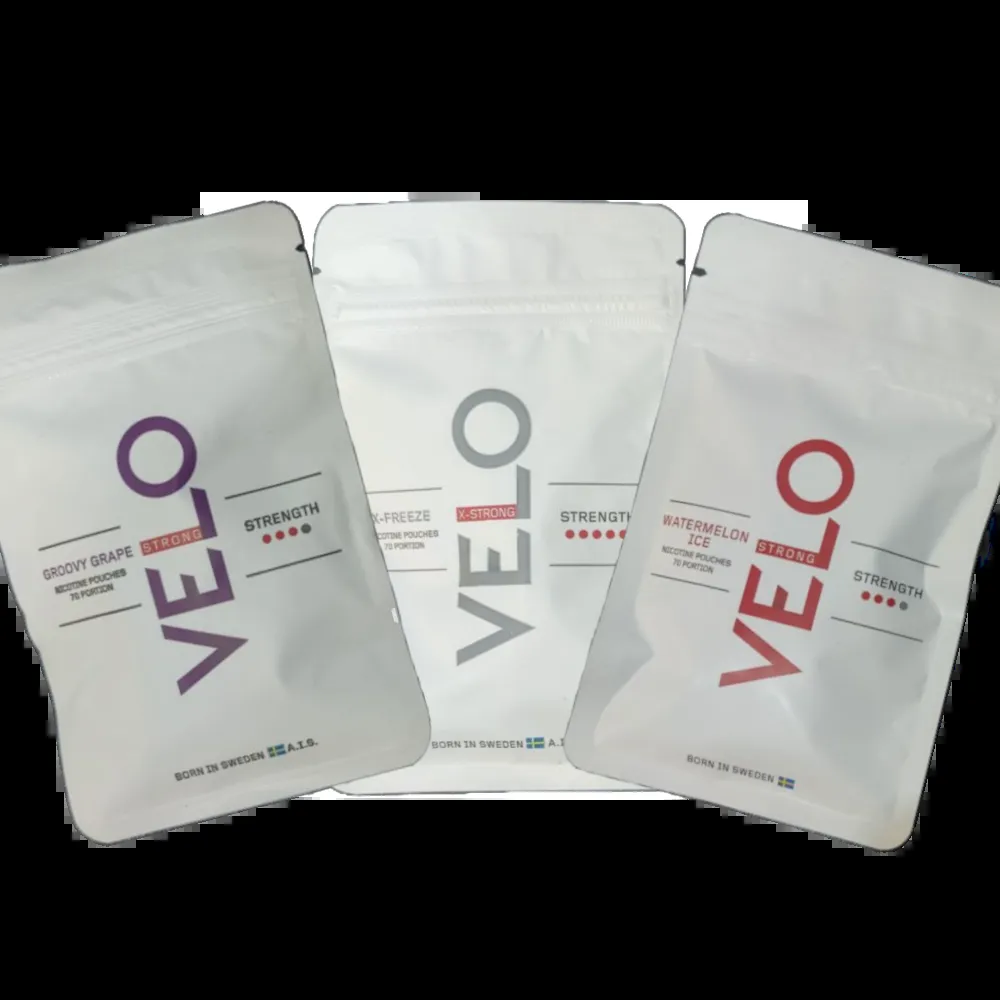 GROOVY GRAPE
NICOTINE POUCHES
70 PORTION
VELO
STRONG
STRENGTH
BORN IN SWEDEN A.I.S.
X-FREEZE
NICOTINE POUCHES
70 PORTION
VELO
X-STRONG
STRENGTH
BORN IN SWEDEN A.I.
WATERMELON
ICE
NICOTINE POUCHES
70 PORTION
VELO
STRONG
STRENGTH
BORN IN SWEDEN